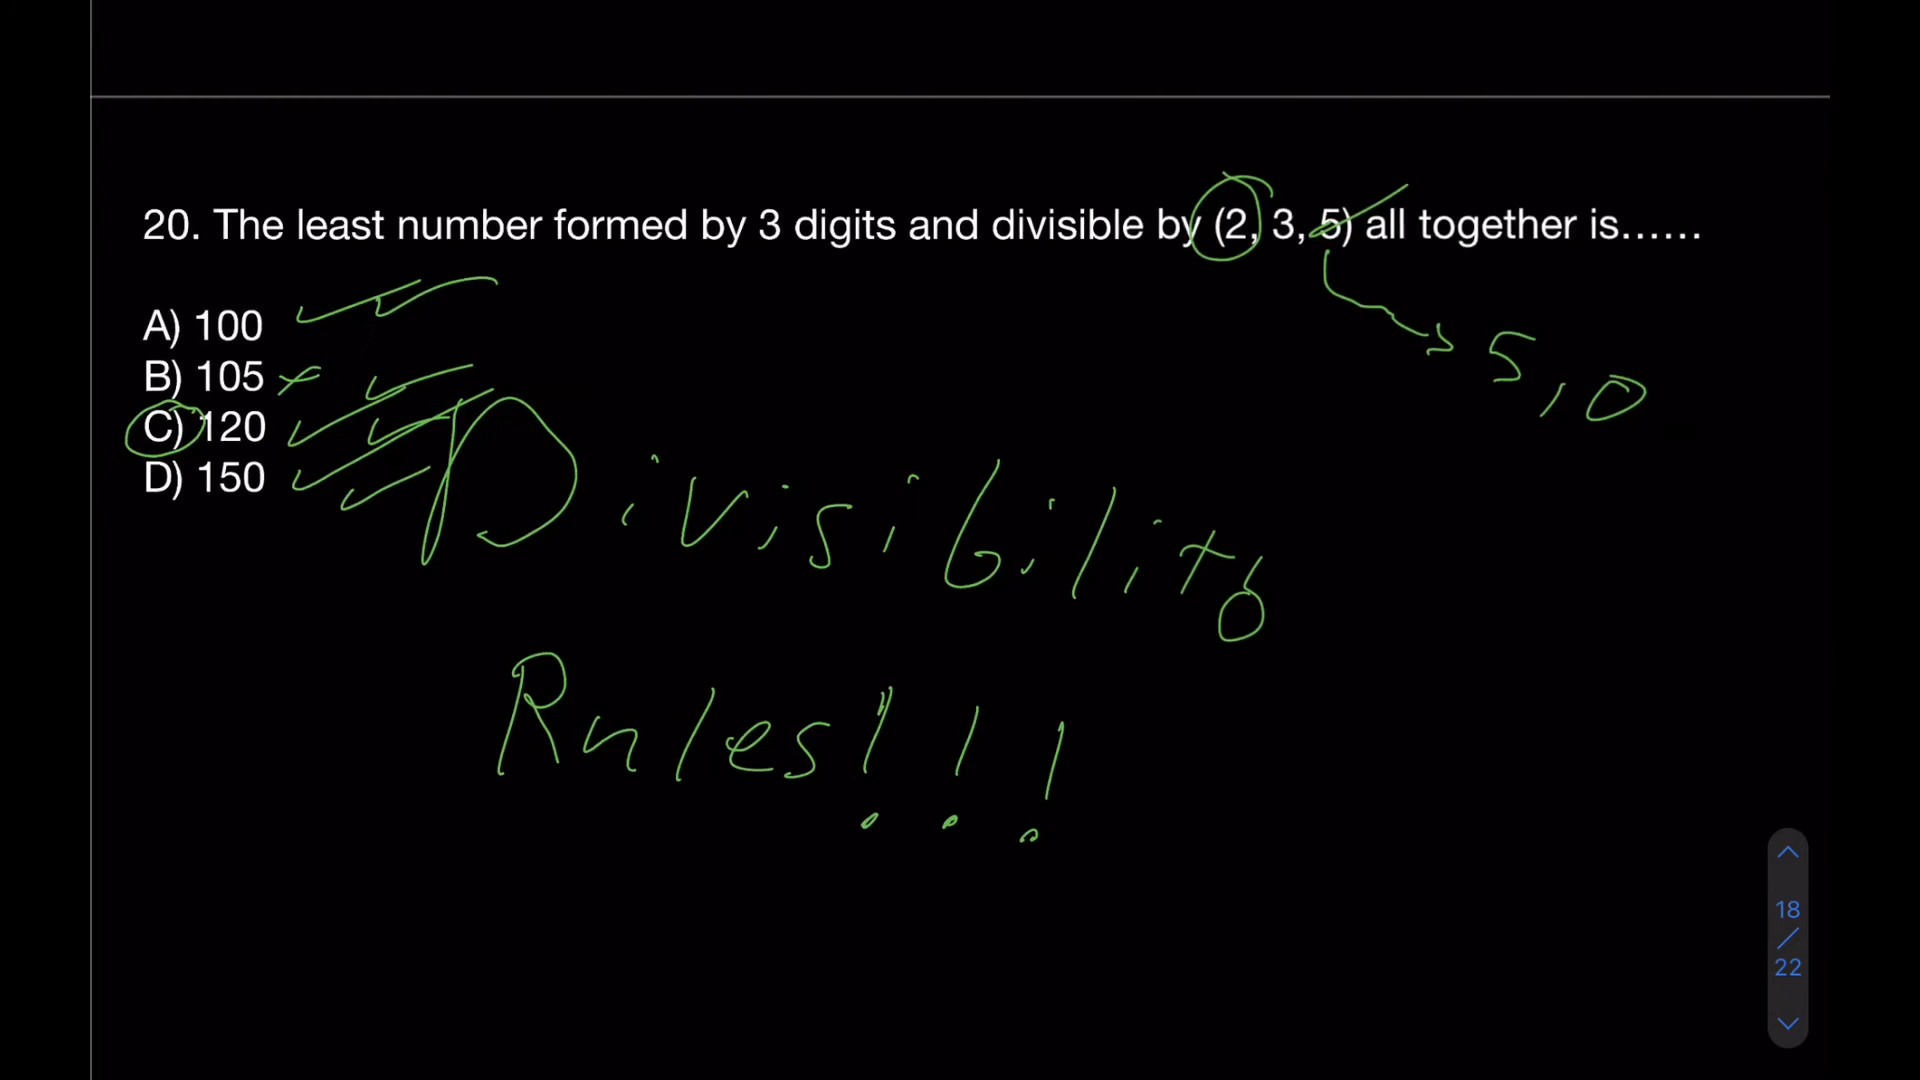 20. The least number formed by 3 digits and divisible by (2, 3, 5) all together is......
A) 100
5, 0
B) 105
C) 120
D) 150
Divisibility
Rules!!!
18
/
22